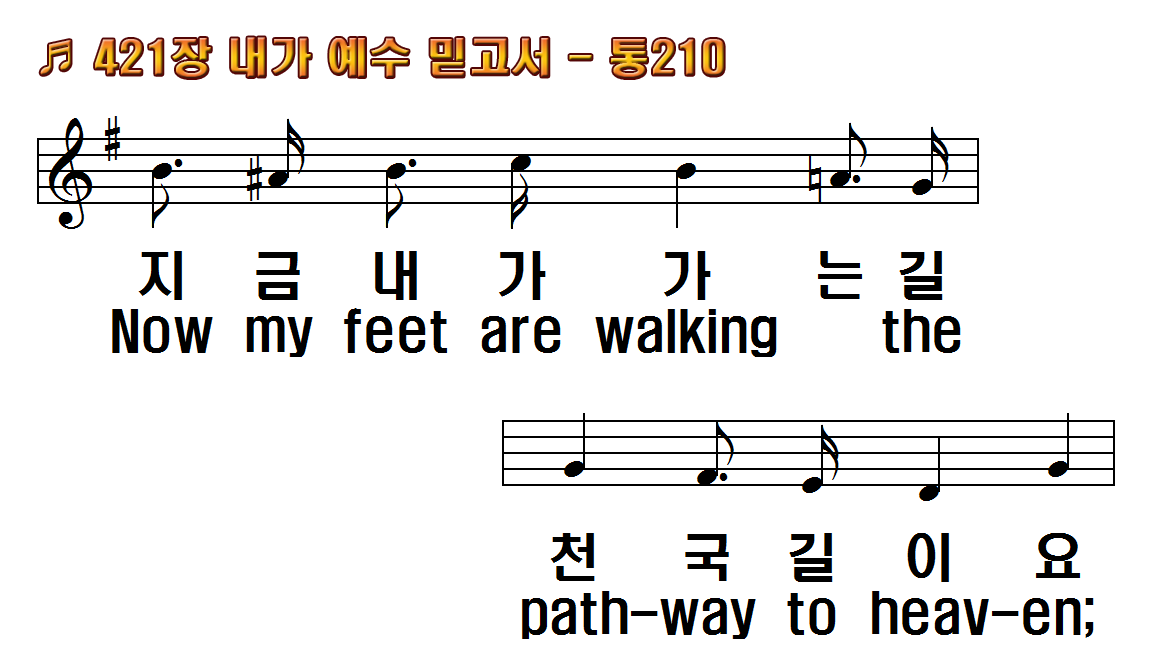 ♬ 421장 내가 예수 믿고서 - 통210
지 금 내 가 가 는 길
Now my feet are walking the
천 국 길 이 요
path-way to heav-en;